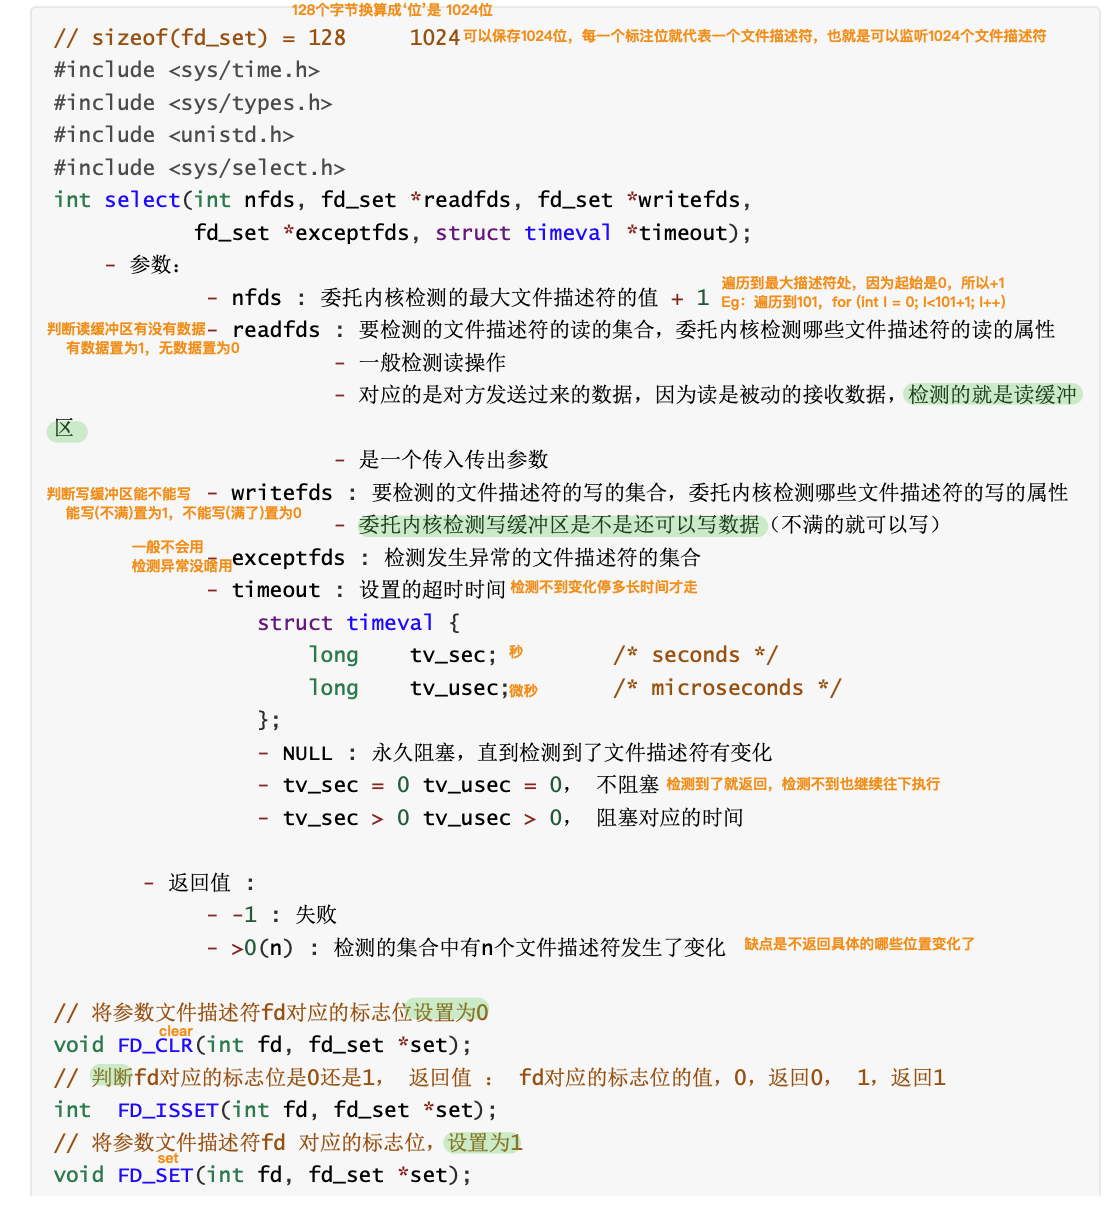 128个字节换算成‘位’是 1024位
// sizeof(fd_set) = 128     1024 可以保存1024位，每一个标注位就代表一个文件描述符，也就是可以监听1024个文件描述符
#include <sys/time.h>
#include <sys/types.h>
#include <unistd.h>
#include <sys/select.h>
int select(int nfds, fd_set *readfds, fd_set *writefds,
           fd_set *exceptfds, struct timeval *timeout);
    - 参数：
遍历到最大描述符处，因为起始是0，所以+1
            - nfds : 委托内核检测的最大文件描述符的值 + 1
Eg：遍历到101，for (int I = 0; I<101+1; I++)
判断读缓冲区有没有数据
            - readfds : 要检测的文件描述符的读的集合，委托内核检测哪些文件描述符的读的属性
有数据置为1，无数据置为0
                      - 一般检测读操作
                      - 对应的是对方发送过来的数据，因为读是被动的接收数据，检测的就是读缓冲
区
                      - 是一个传入传出参数
判断写缓冲区能不能写
            - writefds : 要检测的文件描述符的写的集合，委托内核检测哪些文件描述符的写的属性
能写(不满)置为1，不能写(满了)置为0
                      - 委托内核检测写缓冲区是不是还可以写数据（不满的就可以写）
一般不会用
            - exceptfds : 检测发生异常的文件描述符的集合
检测异常没啥用
            - timeout : 设置的超时时间 检测不到变化停多长时间才走
                struct timeval {
                    long    tv_sec; 秒        /* seconds */
                    long    tv_usec; 微秒      /* microseconds */
                };
                - NULL : 永久阻塞，直到检测到了文件描述符有变化
                - tv_sec = 0 tv_usec = 0， 不阻塞 检测到了就返回，检测不到也继续往下执行
                - tv_sec > 0 tv_usec > 0， 阻塞对应的时间
       - 返回值 :
            - -1 : 失败
            - >0(n) : 检测的集合中有n个文件描述符发生了变化 缺点是不返回具体的哪些位置变化了
// 将参数文件描述符fd对应的标志位设置为0
clear
void FD_CLR(int fd, fd_set *set);
// 判断fd对应的标志位是0还是1， 返回值 ： fd对应的标志位的值，0，返回0， 1，返回1
int  FD_ISSET(int fd, fd_set *set);
// 将参数文件描述符fd 对应的标志位，设置为1
set
void FD_SET(int fd, fd_set *set);